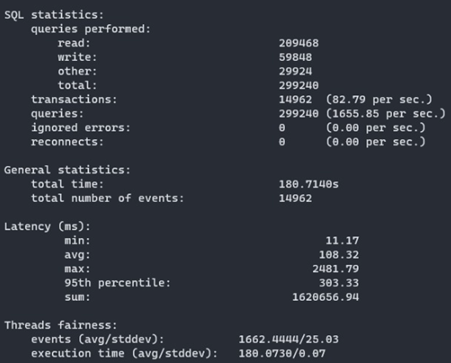 SQL statistics:
    queries performed:
        read:                            209468
        write:                           59848
        other:                           29924
        total:                           299240
    transactions:                        14962  (82.79 per sec.)
    queries:                             299240 (1655.85 per sec.)
    ignored errors:                      0      (0.00 per sec.)
    reconnects:                          0      (0.00 per sec.)

General statistics:
    total time:                          180.7140s
    total number of events:              14962

Latency (ms):
         min:                                   11.17
         avg:                                  108.32
         max:                                 2481.79
         95th percentile:                      303.33
         sum:                              1620656.94

Threads fairness:
    events (avg/stddev):           1662.4444/25.03
    execution time (avg/stddev):   180.0730/0.07